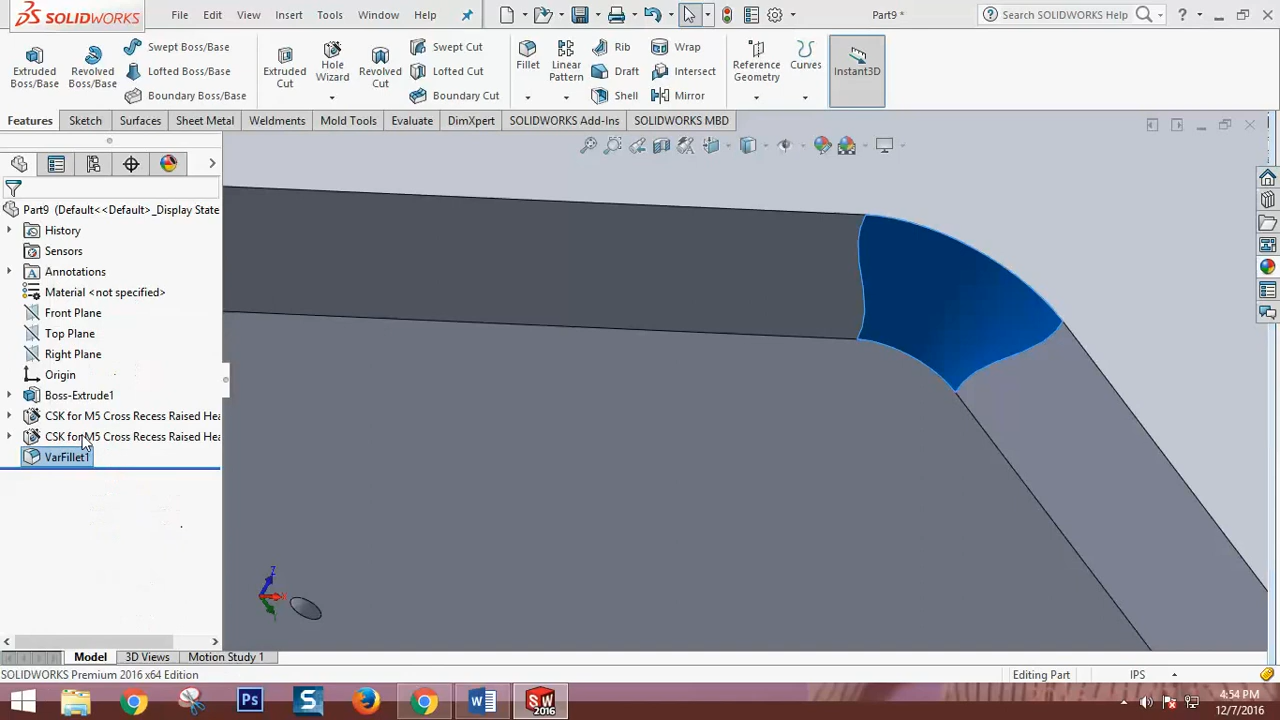 SOLIDWORKS
File Edit View Insert Tools Window Help
Part9 *
Search SOLIDWORKS Help
Extruded Boss/Base
Revolved Boss/Base
Swept Boss/Base
Lofted Boss/Base
Boundary Boss/Base
Extruded Cut
Hole Wizard
Revolved Cut
Swept Cut
Lofted Cut
Boundary Cut
Fillet
Linear Pattern
Rib
Draft
Shell
Wrap
Intersect
Mirror
Reference Geometry
Curves
Instant3D
Features Sketch Surfaces Sheet Metal Weldments Mold Tools Evaluate DimXpert SOLIDWORKS Add-Ins SOLIDWORKS MBD
Part9 (Default<<Default>_Display State
History
Sensors
Annotations
Material <not specified>
Front Plane
Top Plane
Right Plane
Origin
Boss-Extrude1
CSK for M5 Cross Recess Raised Hea
CSK for M5 Cross Recess Raised Hea
VarFillet1
Z
Model 3D Views Motion Study 1
SOLIDWORKS Premium 2016 x64 Edition
Editing Part
IPS
Ps
S
W
SW 2016
4:54 PM
12/7/2016